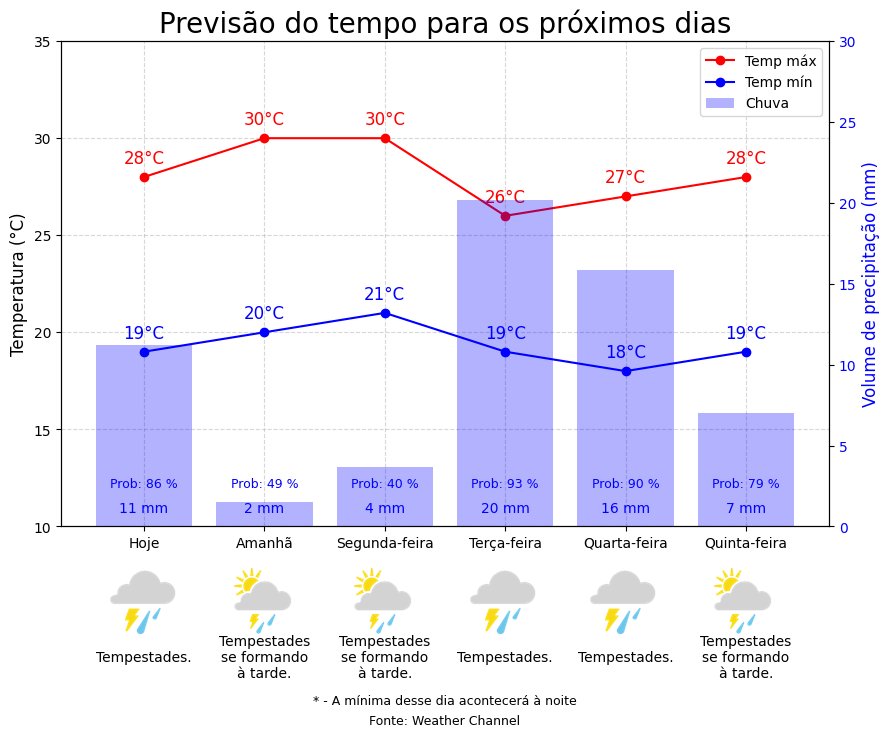 Previsão do tempo para os próximos dias
35
30
25
20
15
10
Temperatura (°C)
30
25
20
15
10
5
0
Volume de precipitação (mm)
Temp máx
Temp mín
Chuva
28°C
30°C
30°C
26°C
27°C
28°C
19°C
20°C
21°C
19°C
18°C
19°C
Prob: 86 %
Prob: 49 %
Prob: 40 %
Prob: 93 %
Prob: 90 %
Prob: 79 %
11 mm
2 mm
4 mm
20 mm
16 mm
7 mm
Hoje
Amanhã
Segunda-feira
Terça-feira
Quarta-feira
Quinta-feira
Tempestades.
Tempestades
se formando
à tarde.
Tempestades
se formando
à tarde.
Tempestades.
Tempestades.
Tempestades
se formando
à tarde.
* - A mínima desse dia acontecerá à noite
Fonte: Weather Channel